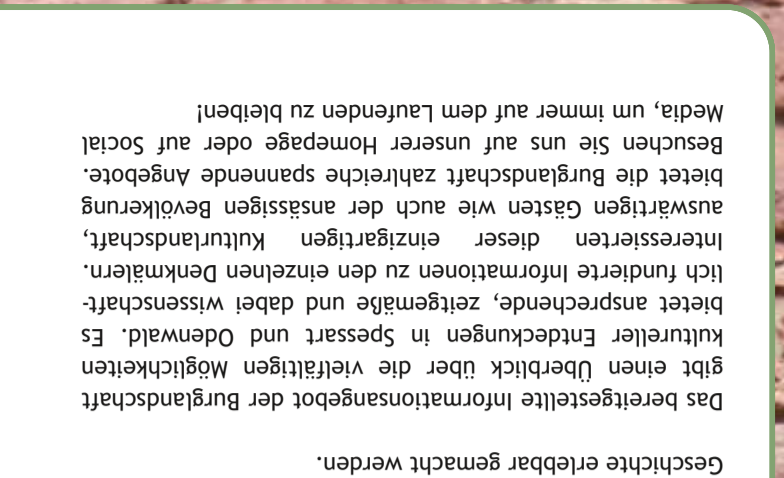 Geschichte erlebbar gemacht werden.
Das bereitgestellte Informationsangebot der Burglandschaft
gibt einen Überblick über die vielfältigen Möglichkeiten
kultureller Entdeckungen in Spessart und Odenwald. Es
bietet ansprechende, zeitgemäße und dabei wissenschaft-
lich fundierte Informationen zu den einzelnen Denkmälern.
Interessierten dieser einzigartigen Kulturlandschaft,
auswärtigen Gästen wie auch der ansässigen Bevölkerung
bietet die Burglandschaft zahlreiche spannende Angebote.
Besuchen Sie uns auf unserer Homepage oder auf Social
Media, um immer auf dem Laufenden zu bleiben!